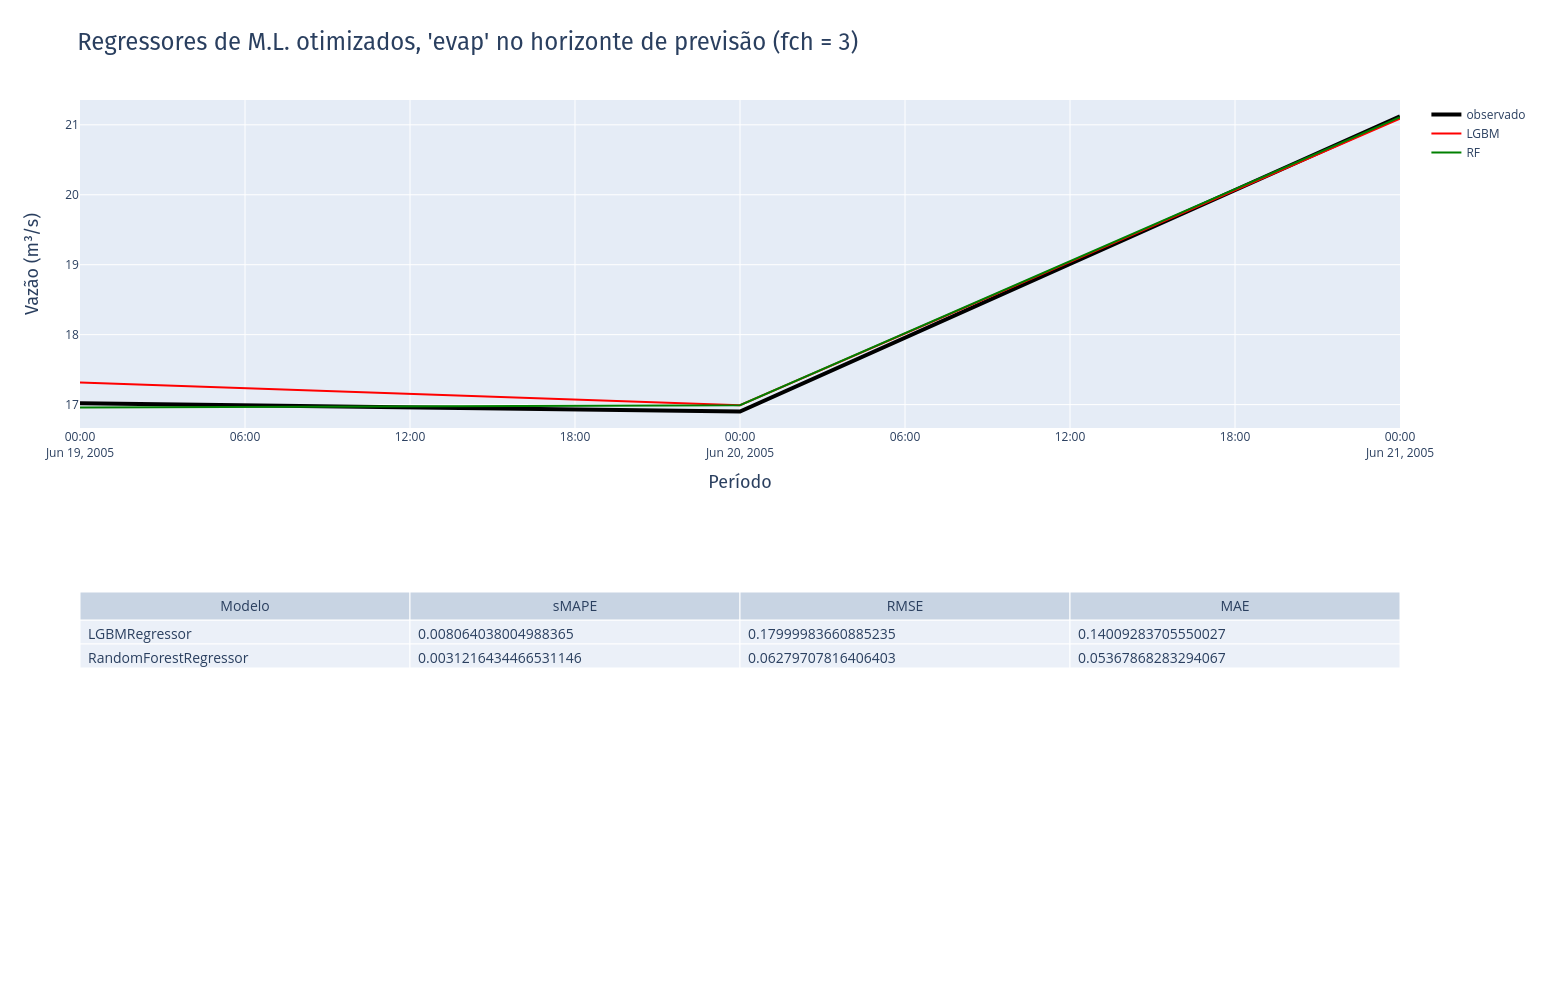 Regressores de M.L. otimizados, 'evap' no horizonte de previsão (fch = 3)
observado
LGBM
RF
Vazão (m³/s)
21
20
19
18
17
00:00 06:00 12:00 18:00 00:00 06:00 12:00 18:00 00:00
Jun 19, 2005 Jun 20, 2005 Jun 21, 2005
Período
Modelo sMAPE RMSE MAE
LGBMRegressor 0.008064038004988365 0.17999983660885235 0.14009283705550027
RandomForestRegressor 0.0031216434466531146 0.06279707816406403 0.05367868283294067